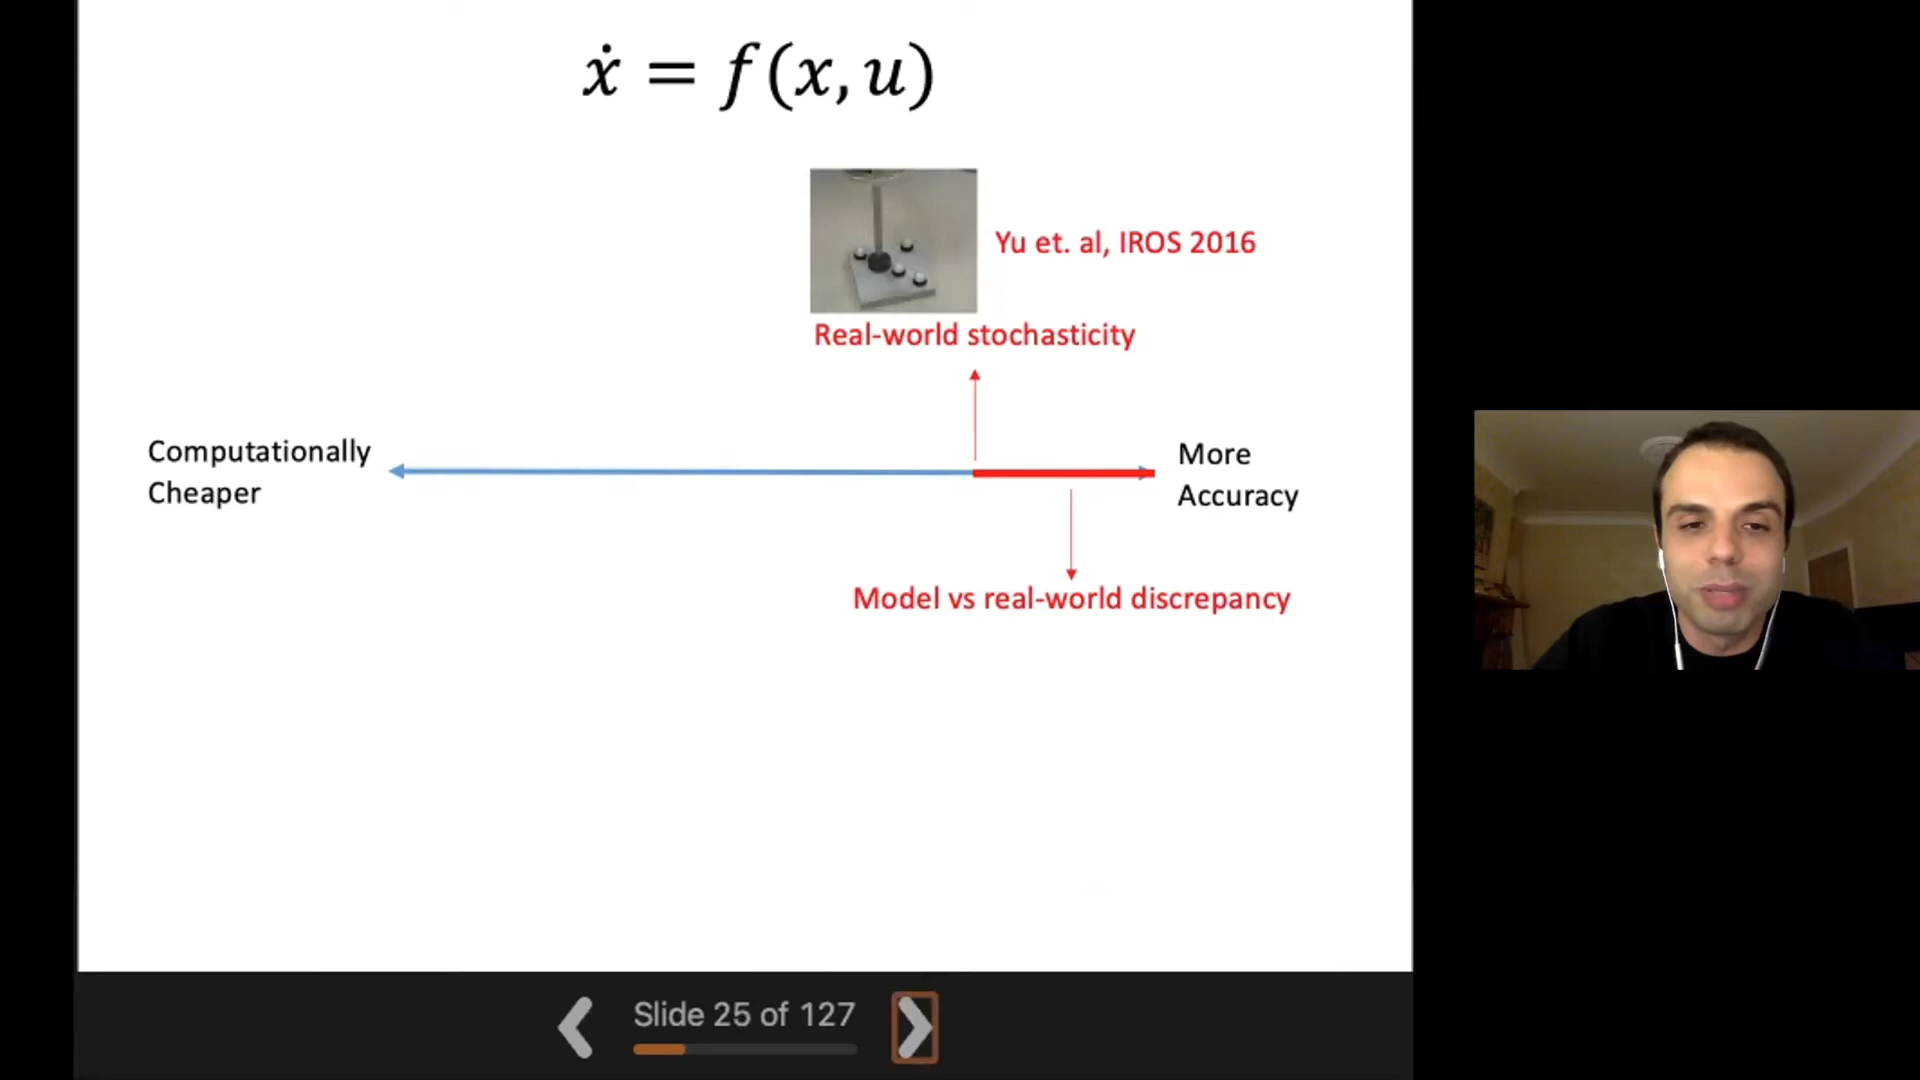 ẋ = f(x, u)
Yu et. al, IROS 2016
Real-world stochasticity
Computationally
Cheaper
More
Accuracy
Model vs real-world discrepancy
Slide 25 of 127